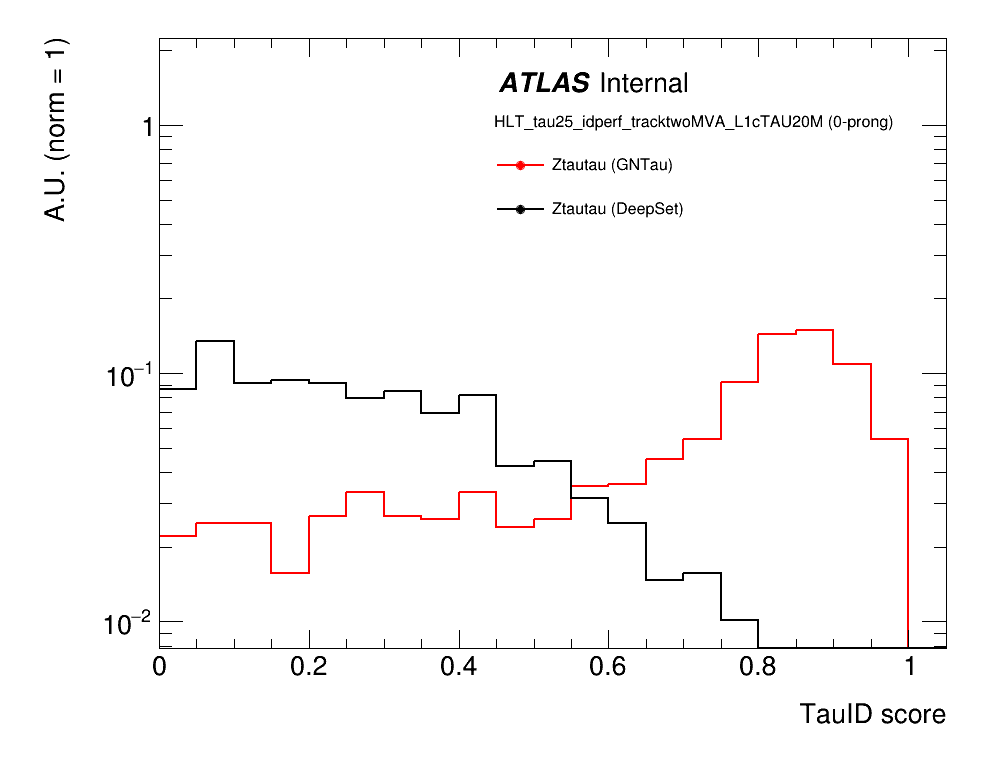 A.U. (norm = 1)
ATLAS Internal
HLT_tau25_idperf_tracktwoMVA_L1cTAU20M (0-prong)
Ztautau (GNTau)
Ztautau (DeepSet)
1
10⁻¹
10⁻²
0 0.2 0.4 0.6 0.8 1
TauID score